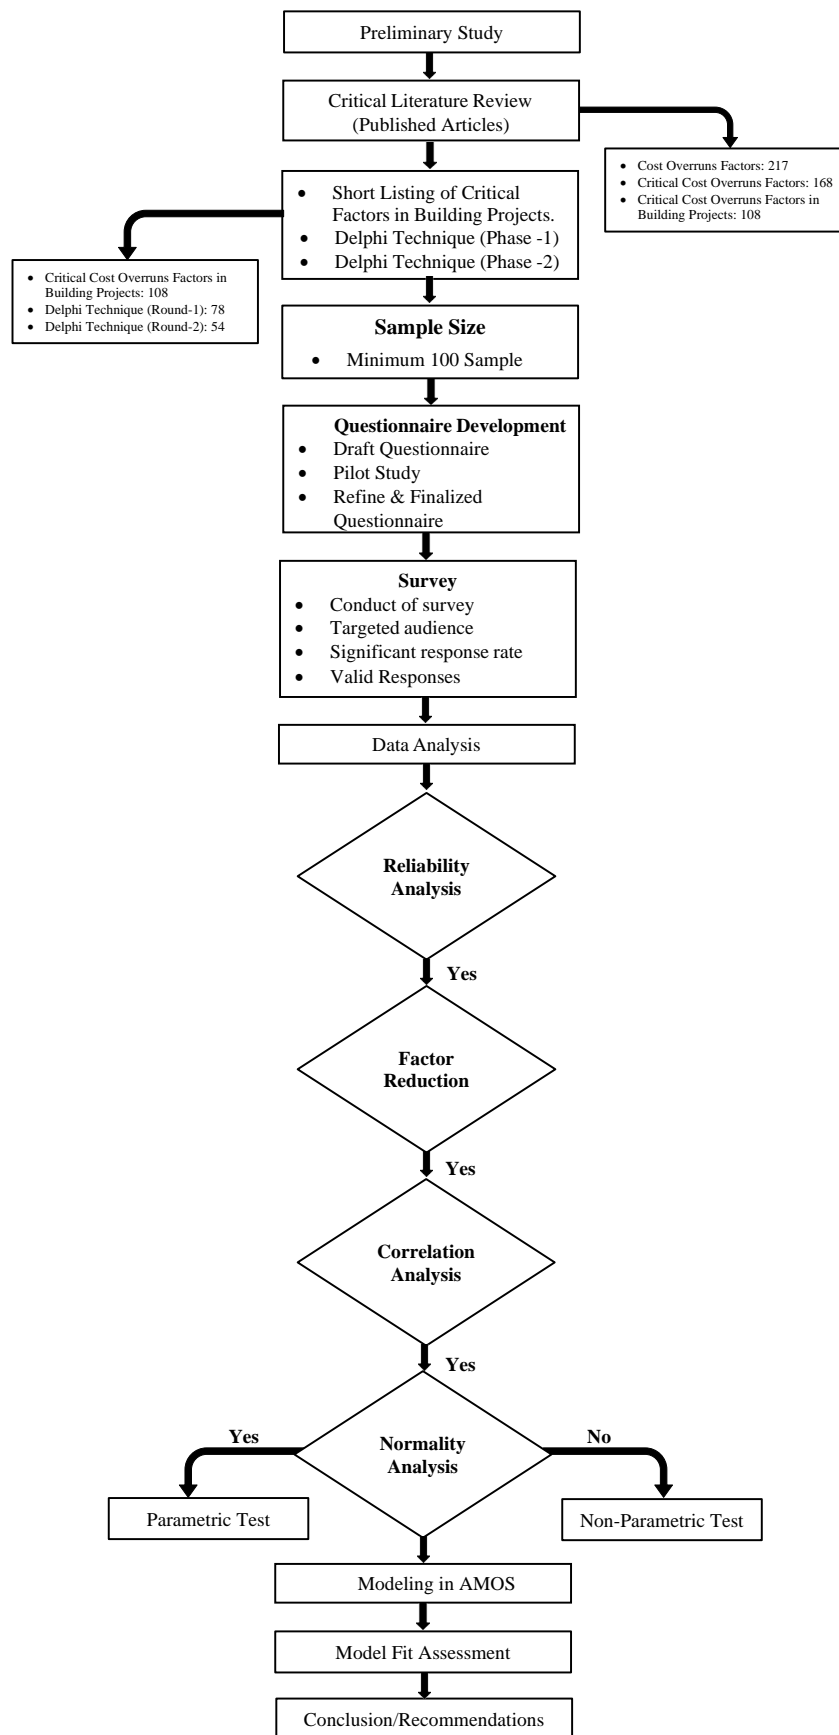 Preliminary Study
Critical Literature Review
(Published Articles)
• Cost Overruns Factors: 217
• Critical Cost Overruns Factors: 168
• Critical Cost Overruns Factors in
Building Projects: 108
• Short Listing of Critical
Factors in Building Projects.
• Delphi Technique (Phase -1)
• Delphi Technique (Phase -2)
• Critical Cost Overruns Factors in
Building Projects: 108
• Delphi Technique (Round-1): 78
• Delphi Technique (Round-2): 54
Sample Size
• Minimum 100 Sample
Questionnaire Development
• Draft Questionnaire
• Pilot Study
• Refine & Finalized
Questionnaire
Survey
• Conduct of survey
• Targeted audience
• Significant response rate
• Valid Responses
Data Analysis
Reliability
Analysis
Yes
Factor
Reduction
Yes
Correlation
Analysis
Yes
Normality
Analysis
Yes
No
Parametric Test
Non-Parametric Test
Modeling in AMOS
Model Fit Assessment
Conclusion/Recommendations